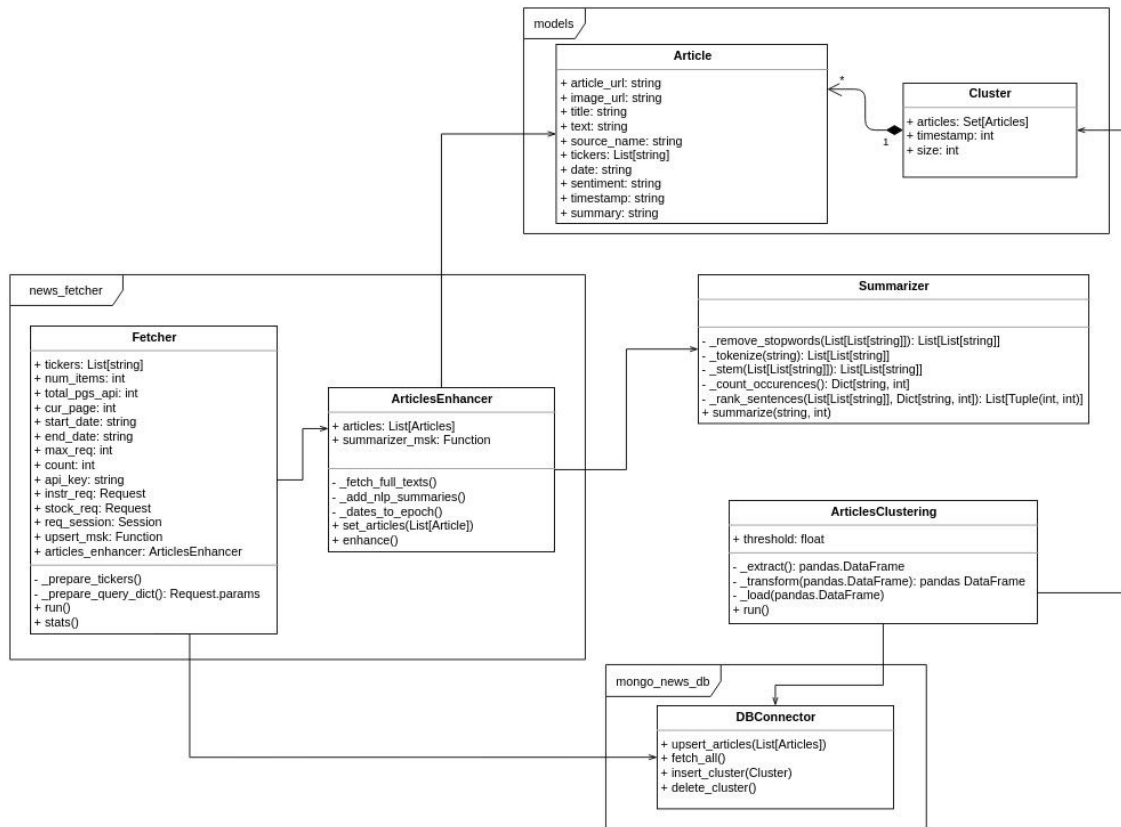 models
Article
+ article_url: string
+ image_url: string
+ title: string
+ text: string
+ source_name: string
+ tickers: List[string]
+ date: string
+ sentiment: string
+ timestamp: string
+ summary: string
*
1
Cluster
+ articles: Set[Articles]
+ timestamp: int
+ size: int
news_fetcher
Fetcher
+ tickers: List[string]
+ num_items: int
+ total_pgs_api: int
+ cur_page: int
+ start_date: string
+ end_date: string
+ max_req: int
+ count: int
+ api_key: string
+ instr_req: Request
+ stock_req: Request
+ req_session: Session
+ upsert_msk: Function
+ articles_enhancer: ArticlesEnhancer
- _prepare_tickers()
- _prepare_query_dict(): Request.params
+ run()
+ stats()
ArticlesEnhancer
+ articles: List[Articles]
+ summarizer_msk: Function
- _fetch_full_texts()
- _add_nlp_summaries()
- _dates_to_epoch()
+ set_articles(List[Article])
+ enhance()
Summarizer
- _remove_stopwords(List[List[string]]): List[List[string]]
- _tokenize(string): List[List[string]]
- _stem(List[List[string]]): List[List[string]]
- _count_occurences(): Dict[string, int]
- _rank_sentences(List[List[string]], Dict[string, int]): List[Tuple(int, int)]
+ summarize(string, int)
ArticlesClustering
+ threshold: float
- _extract(): pandas.DataFrame
- _transform(pandas.DataFrame): pandas DataFrame
- _load(pandas.DataFrame)
+ run()
mongo_news_db
DBConnector
+ upsert_articles(List[Articles])
+ fetch_all()
+ insert_cluster(Cluster)
+ delete_cluster()